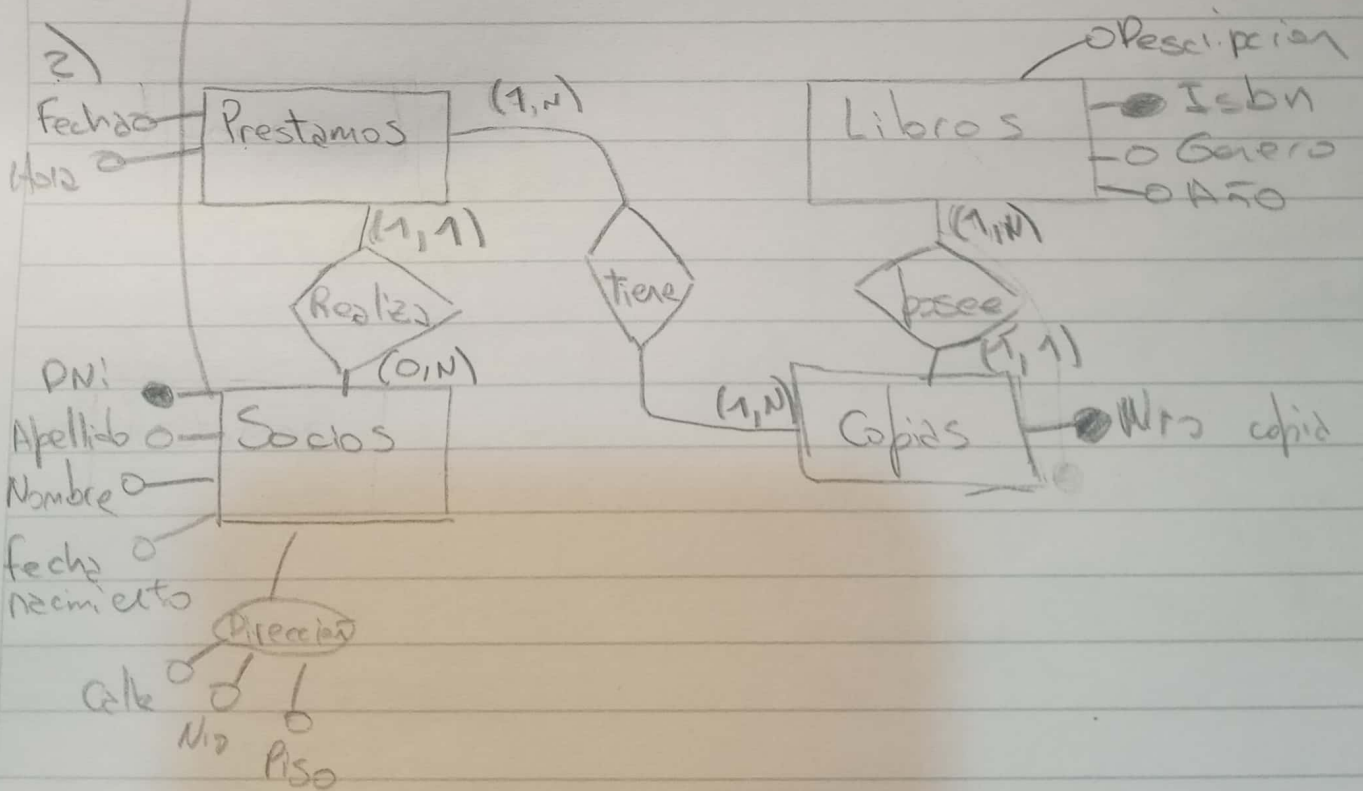 2)
Fecha
Hora
Prestamos
(1,N)
Libros
Descripcion
Isbn
Genero
Año
(1,1)
Realiza
(0,N)
tiene
(1,N)
(1,N)
posee
(1,1)
DNi
Apellido
Nombre
fecha
nacimiento
Socios
Copias
Nro copia
Direccion
Calle
Nro
Piso